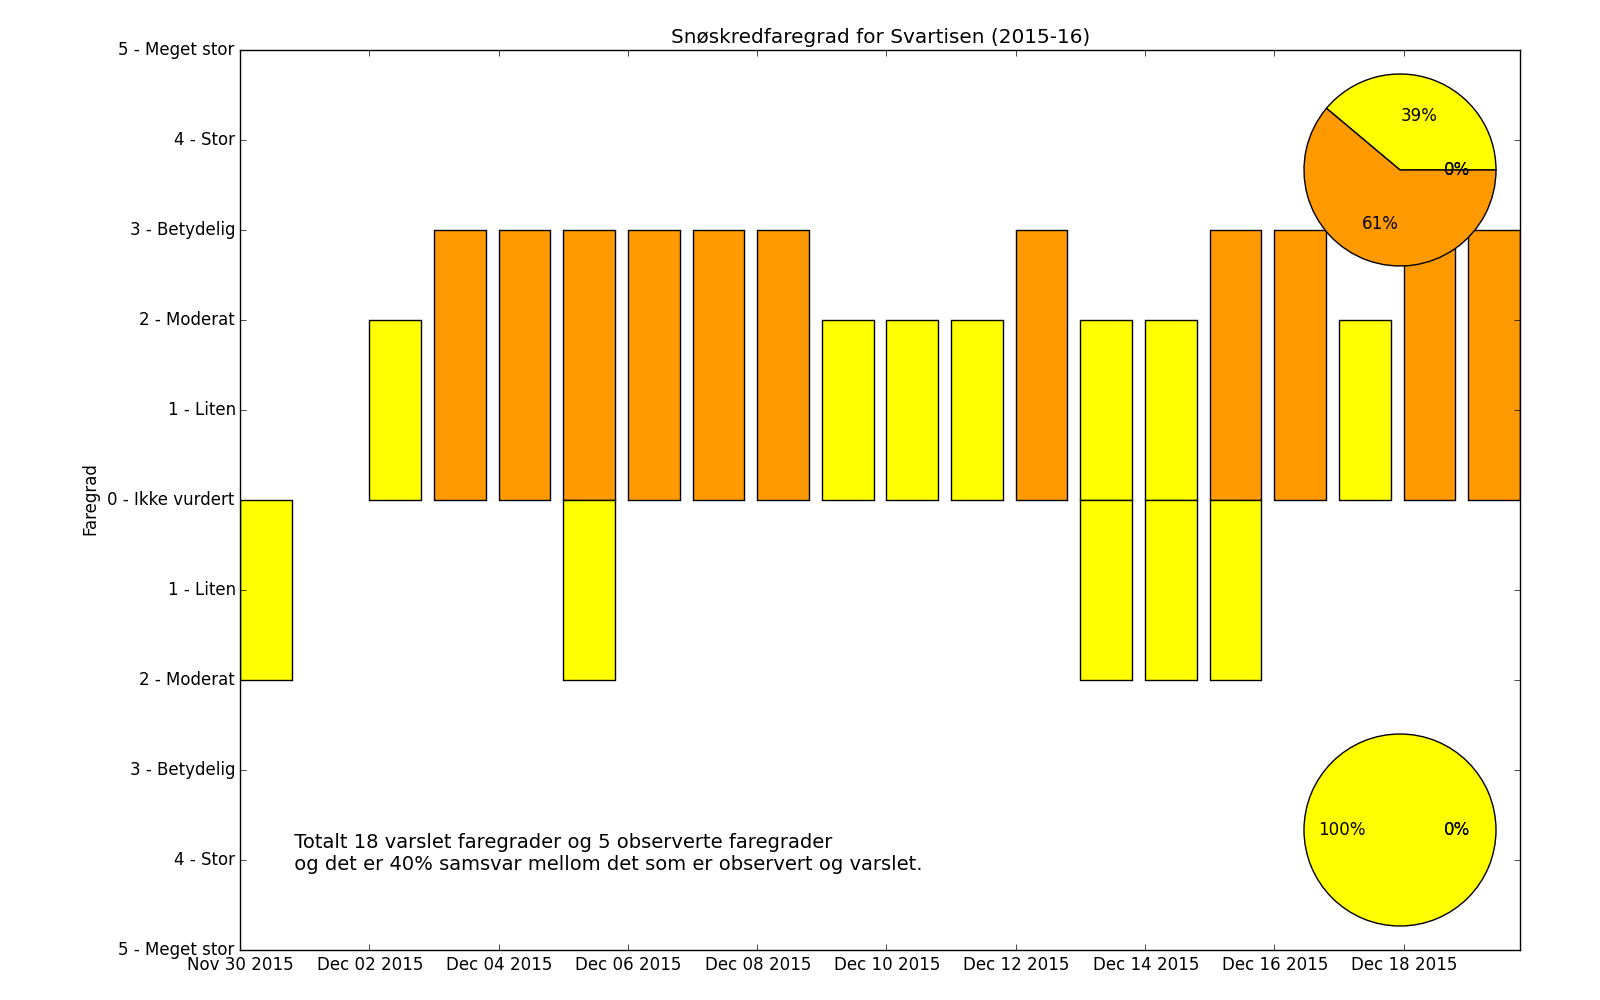 Snøskredfaregrad for Svartisen (2015-16)
5 - Meget stor
4 - Stor
3 - Betydelig
2 - Moderat
1 - Liten
0 - Ikke vurdert
1 - Liten
2 - Moderat
3 - Betydelig
4 - Stor
5 - Meget stor
Faregrad
39%
0%
61%
100%
0%
Totalt 18 varslet faregrader og 5 observerte faregrader
og det er 40% samsvar mellom det som er observert og varslet.
Nov 30 2015 Dec 02 2015 Dec 04 2015 Dec 06 2015 Dec 08 2015 Dec 10 2015 Dec 12 2015 Dec 14 2015 Dec 16 2015 Dec 18 2015